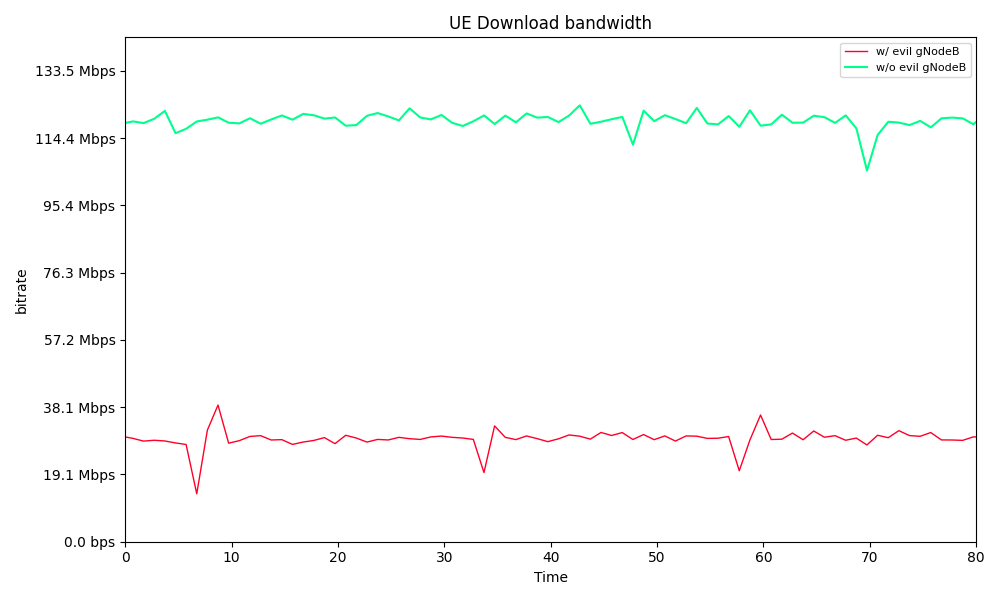 UE Download bandwidth
w/ evil gNodeB
w/o evil gNodeB
133.5 Mbps
114.4 Mbps
95.4 Mbps
76.3 Mbps
57.2 Mbps
38.1 Mbps
19.1 Mbps
0.0 bps
bitrate
0 10 20 30 40 50 60 70 80
Time